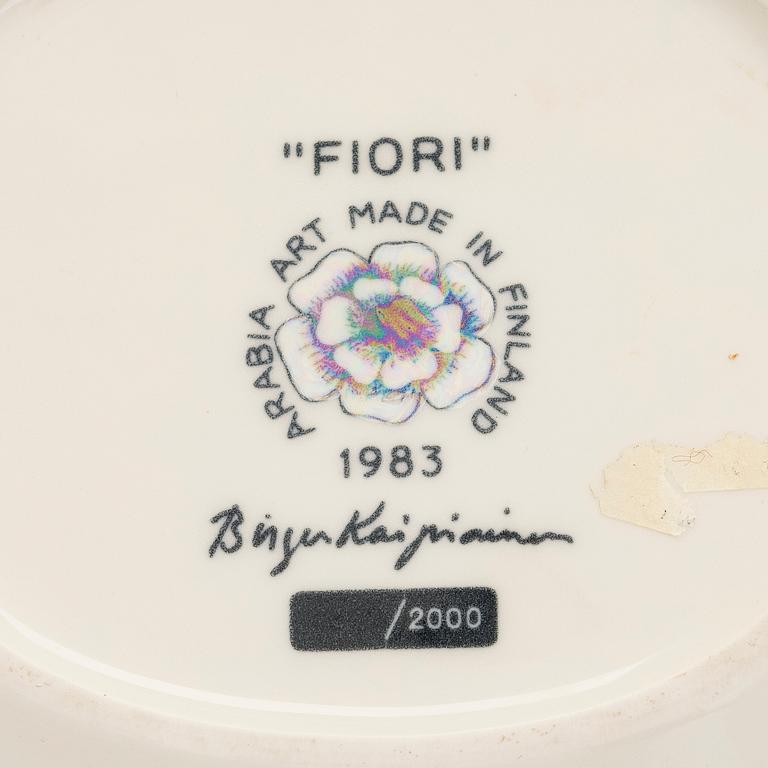 "FIORI"
ARABIA ART MADE IN FINLAND
1983
Birger Kaipiainen
/2000